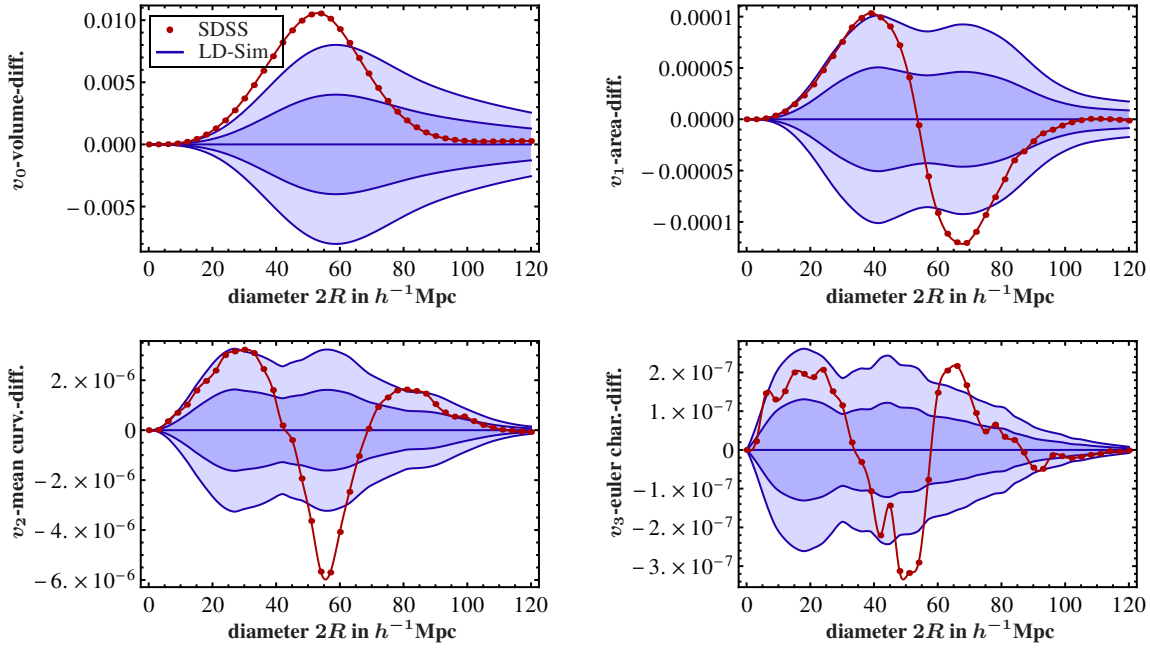 SDSS
LD-Sim
v₀-volume-diff.
0.010
0.005
0.000
−0.005
0 20 40 60 80 100 120
diameter 2R in h⁻¹Mpc
v₁-area-diff.
0.0001
0.00005
0.0000
−0.00005
−0.0001
0 20 40 60 80 100 120
diameter 2R in h⁻¹Mpc
v₂-mean curv.-diff.
2. × 10⁻⁶
0
−2. × 10⁻⁶
−4. × 10⁻⁶
−6. × 10⁻⁶
0 20 40 60 80 100 120
diameter 2R in h⁻¹Mpc
v₃-euler char.-diff.
2. × 10⁻⁷
1. × 10⁻⁷
0
−1. × 10⁻⁷
−2. × 10⁻⁷
−3. × 10⁻⁷
0 20 40 60 80 100 120
diameter 2R in h⁻¹Mpc